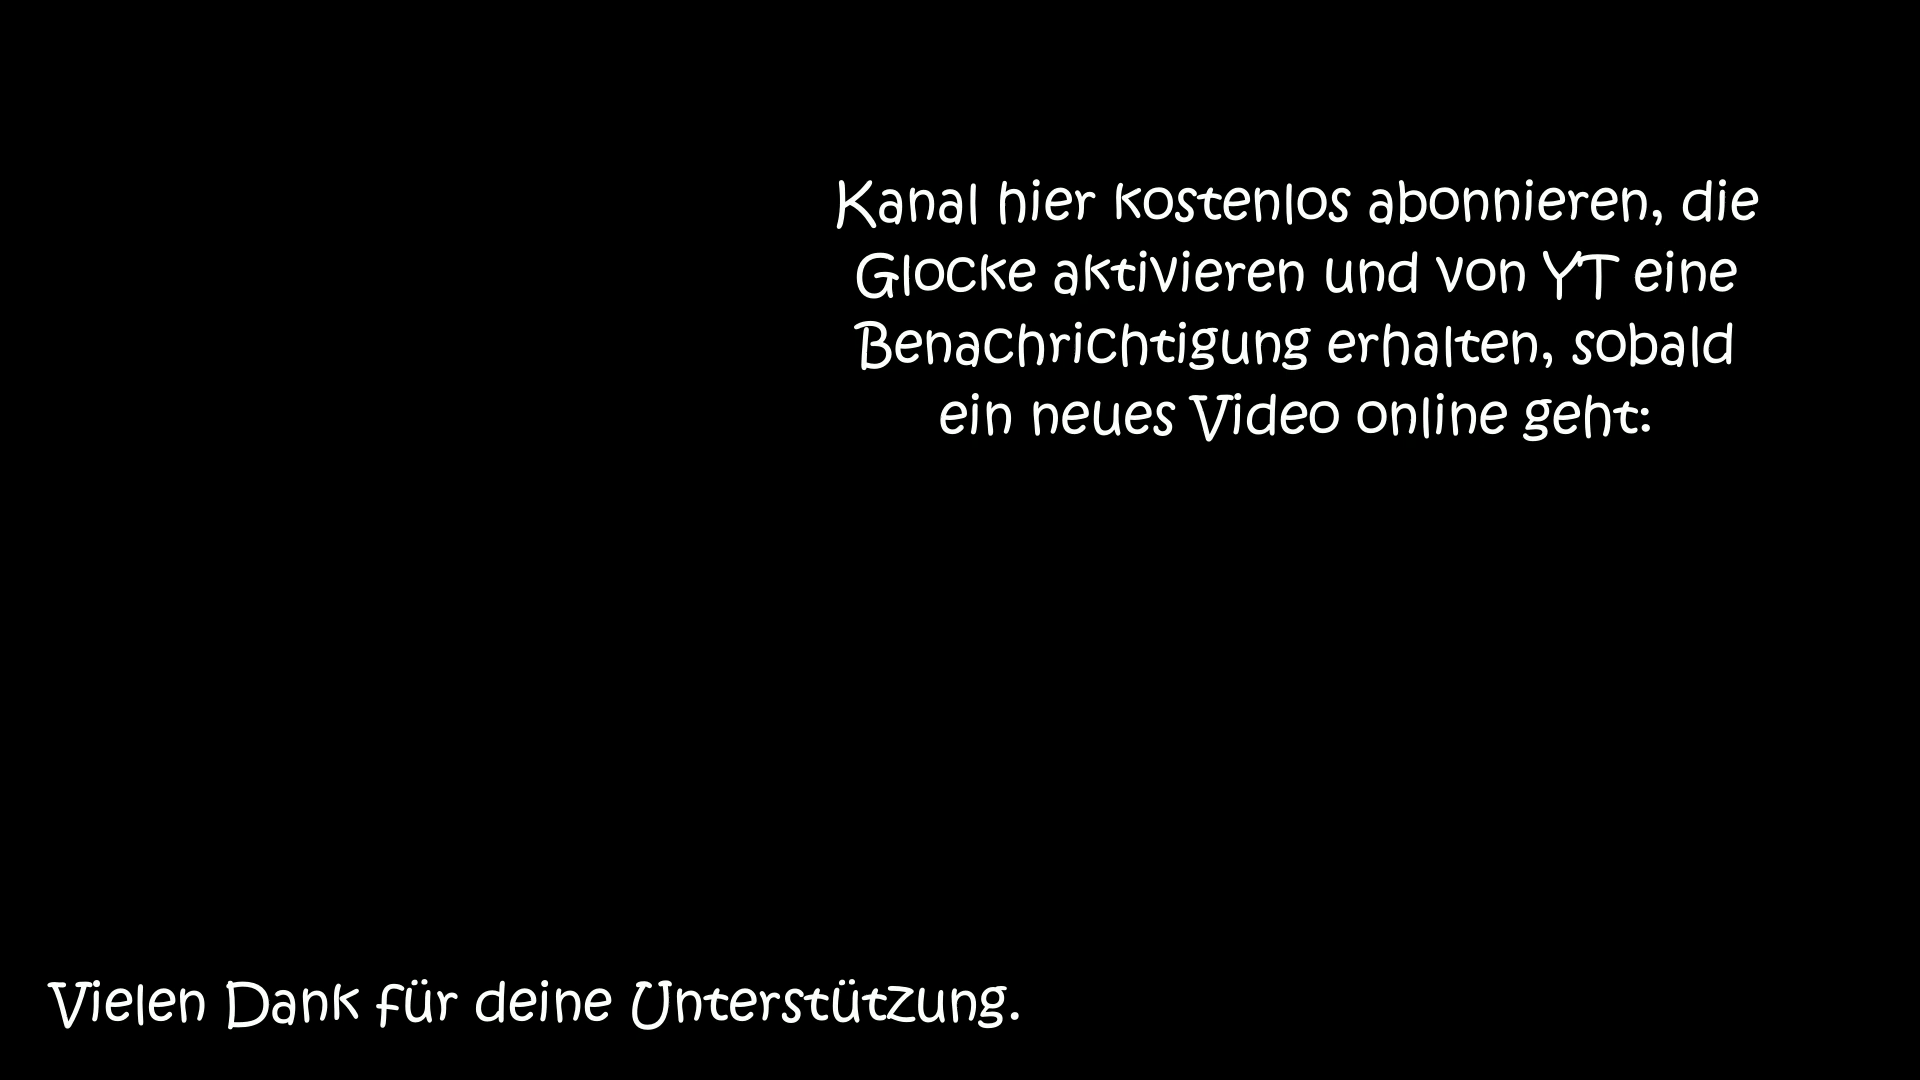 Kanal hier kostenlos abonnieren, die
Glocke aktivieren und von YT eine
Benachrichtigung erhalten, sobald
ein neues Video online geht:
Vielen Dank für deine Unterstützung.